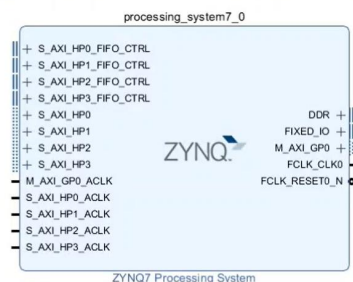 processing_system7_0
S_AXI_HP0_FIFO_CTRL
S_AXI_HP1_FIFO_CTRL
S_AXI_HP2_FIFO_CTRL
S_AXI_HP3_FIFO_CTRL
S_AXI_HP0
S_AXI_HP1
S_AXI_HP2
S_AXI_HP3
M_AXI_GP0_ACLK
S_AXI_HP0_ACLK
S_AXI_HP1_ACLK
S_AXI_HP2_ACLK
S_AXI_HP3_ACLK
ZYNQ
DDR
FIXED_IO
M_AXI_GP0
FCLK_CLK0
FCLK_RESET0_N
ZYNQ7 Processing System